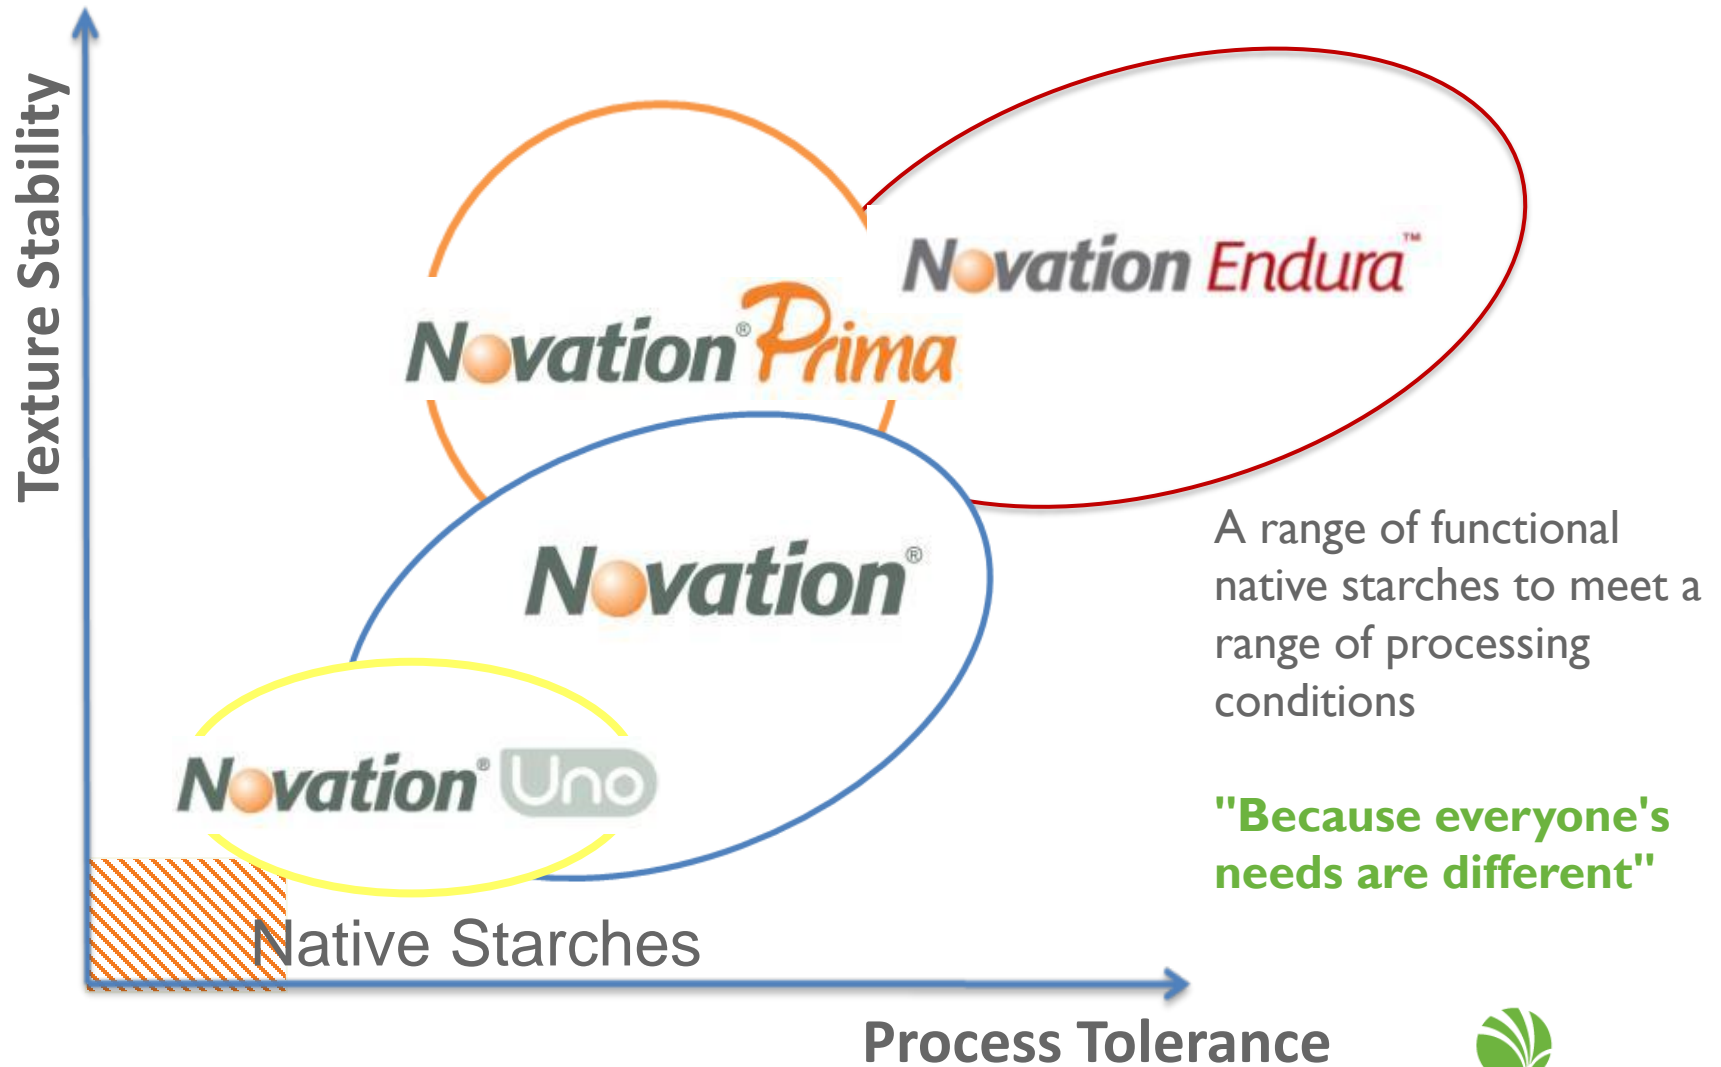 Texture Stability
Novation Endura™
Novation® Prima
Novation®
A range of functional
native starches to meet a
range of processing
conditions
Novation® Uno
"Because everyone's
needs are different"
Native Starches
Process Tolerance